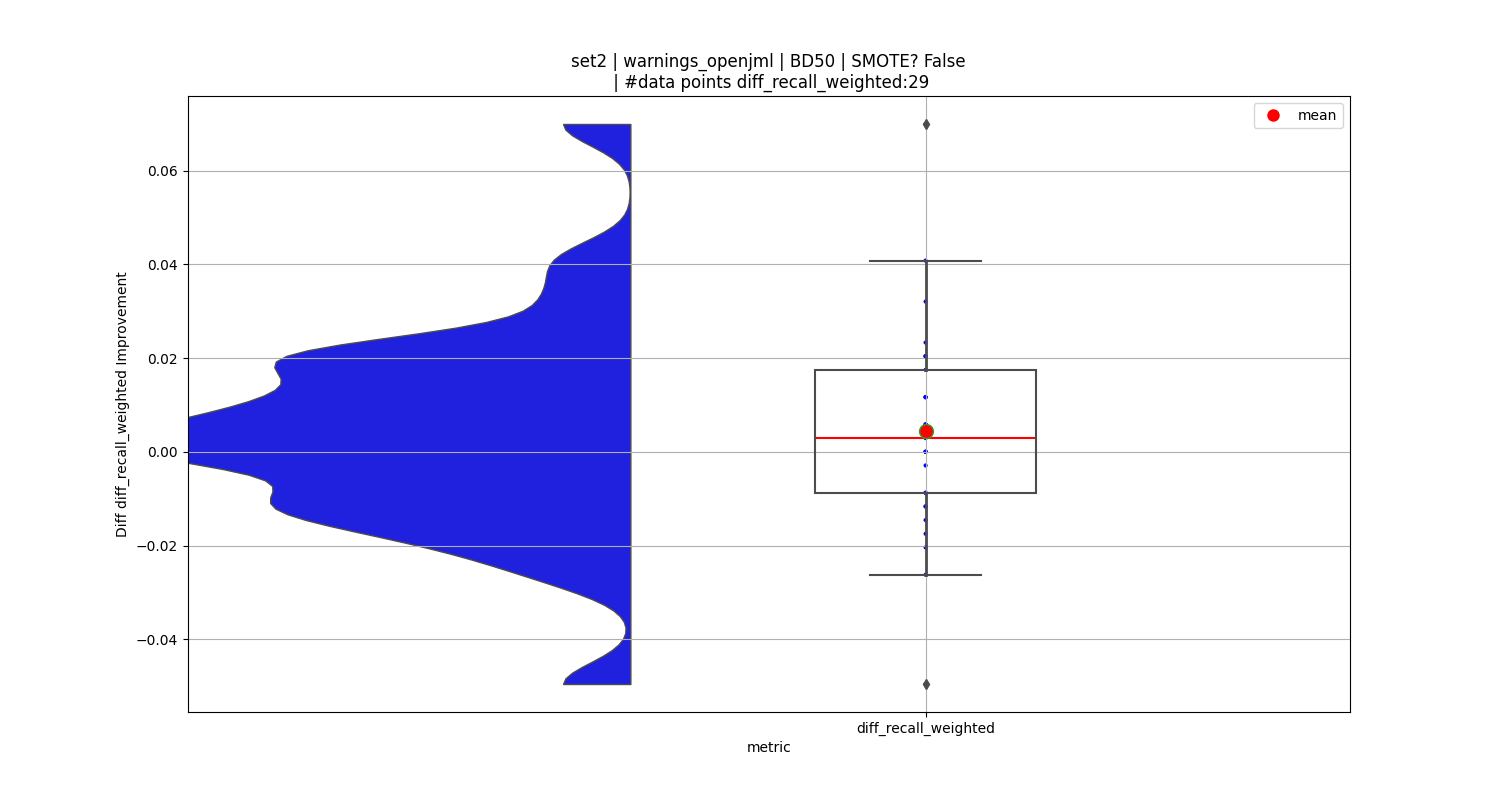 set2 | warnings_openjml | BD50 | SMOTE? False
| #data points diff_recall_weighted:29
mean
0.06
0.04
0.02
0.00
−0.02
−0.04
Diff diff_recall_weighted Improvement
diff_recall_weighted
metric